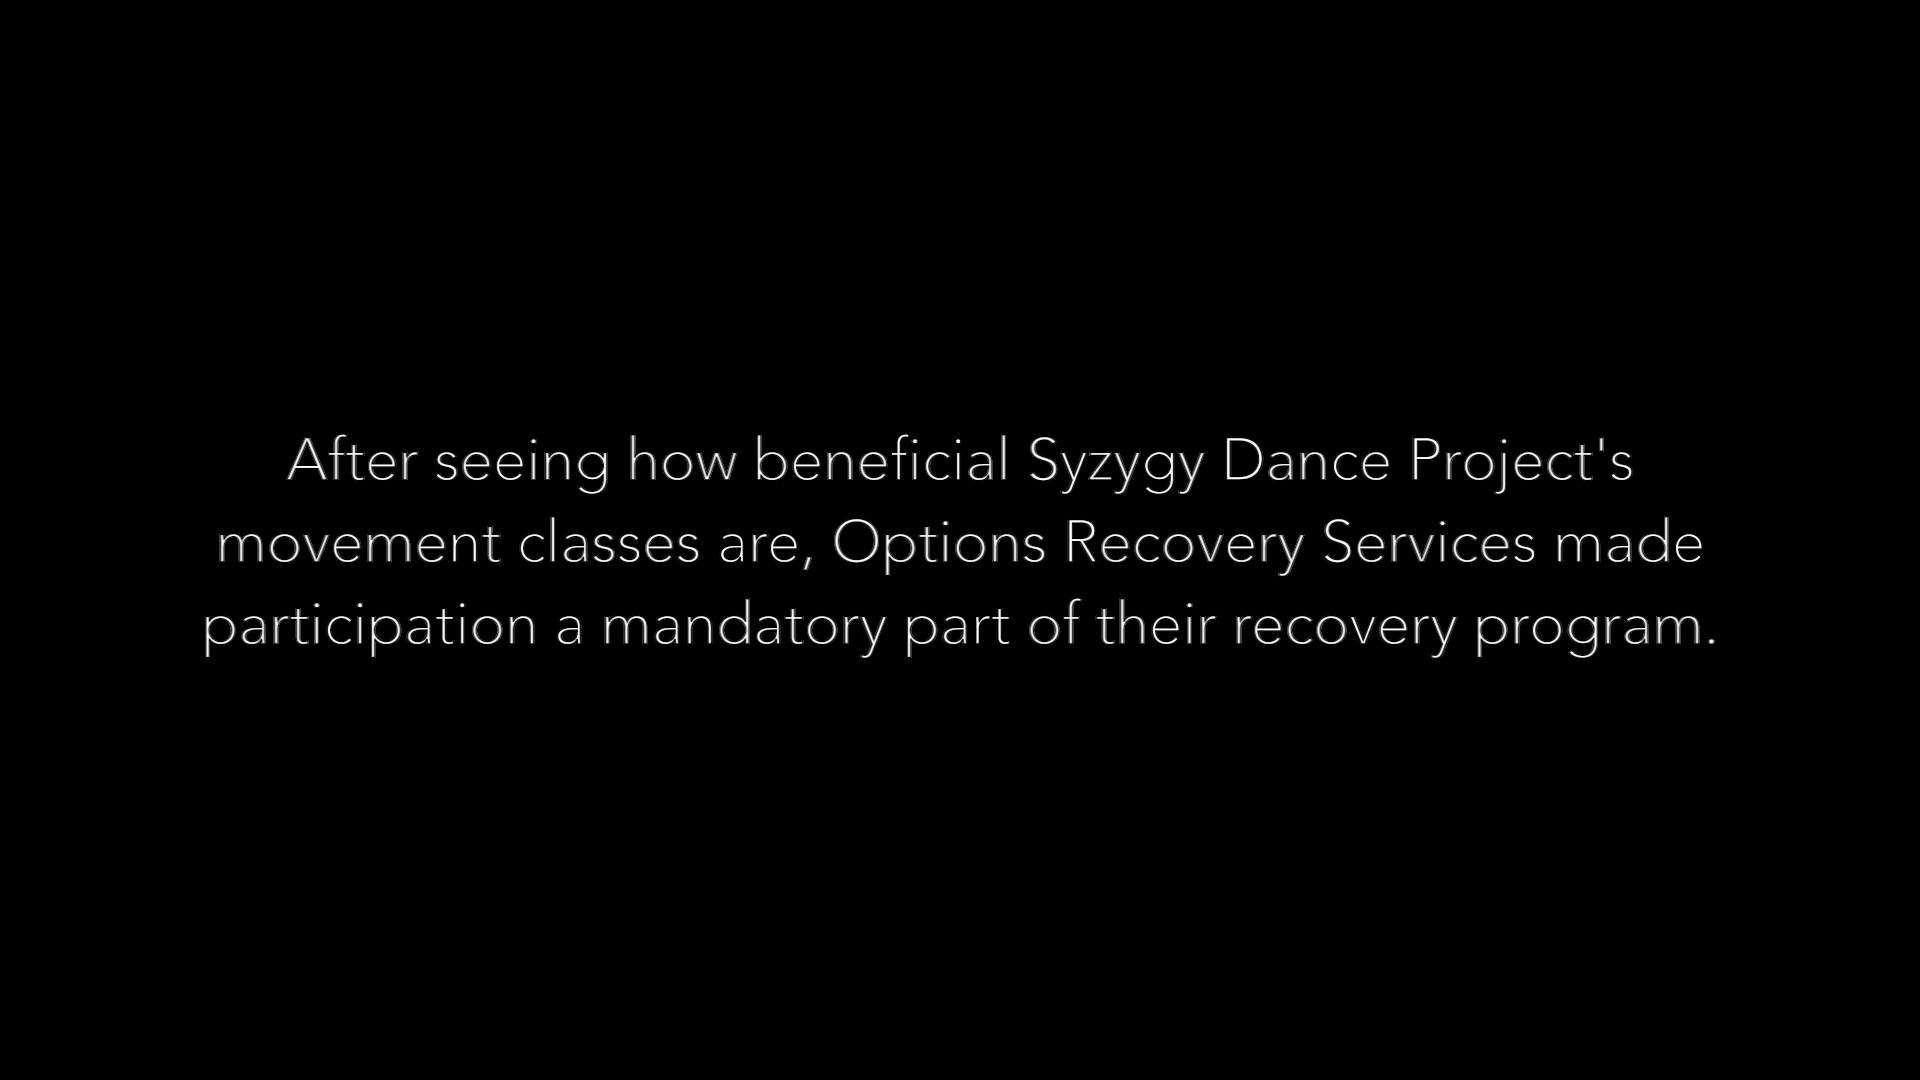 After seeing how beneficial Syzygy Dance Project's
movement classes are, Options Recovery Services made
participation a mandatory part of their recovery program.